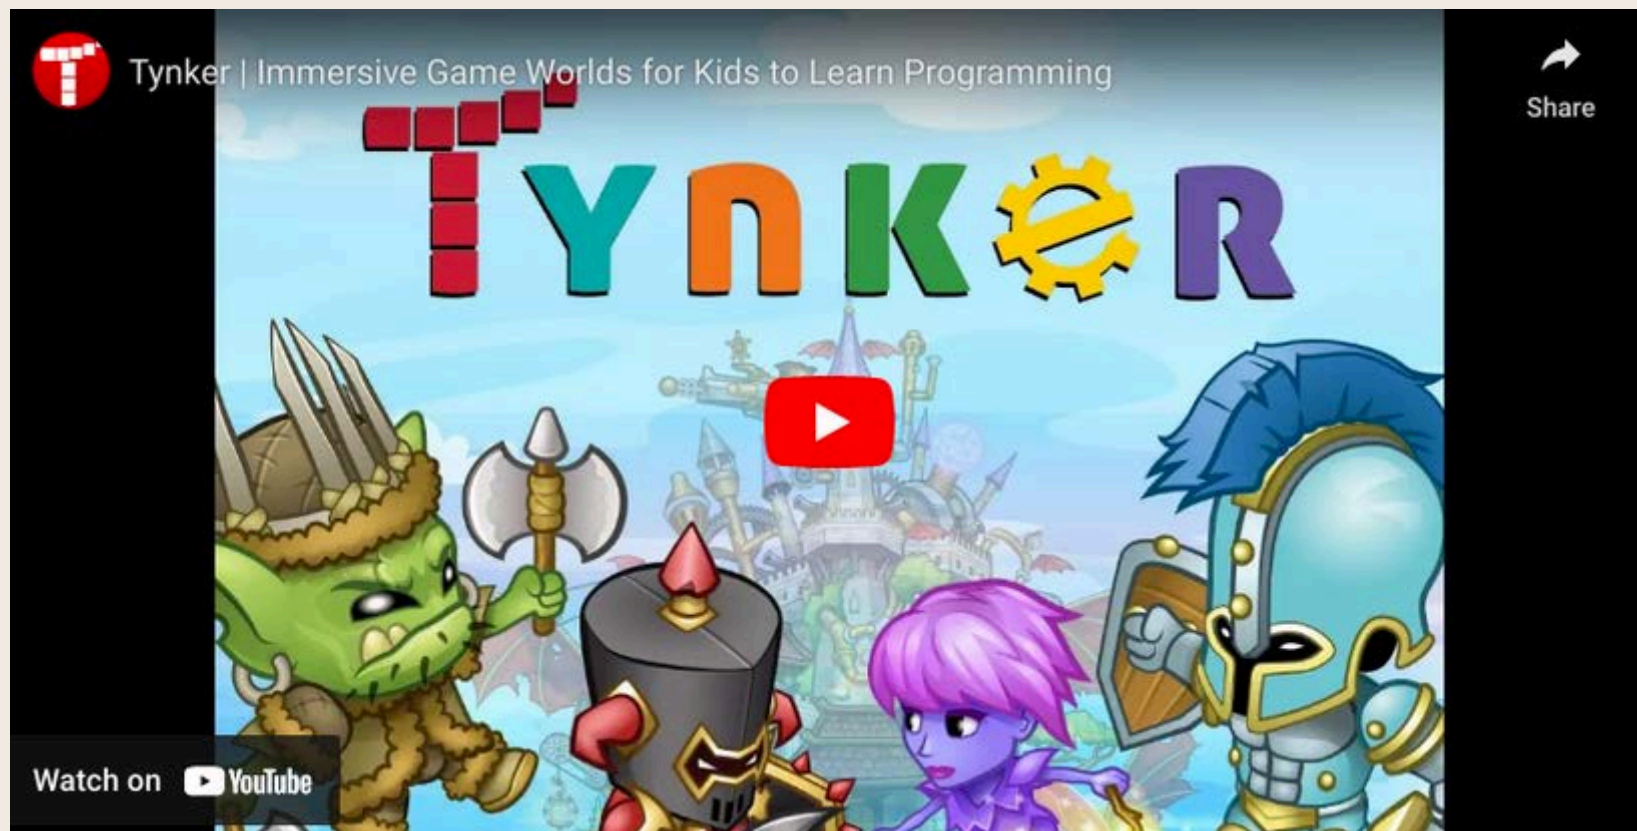 Tynker | Immersive Game Worlds for Kids to Learn Programming
Share
TYNKER
Watch on YouTube